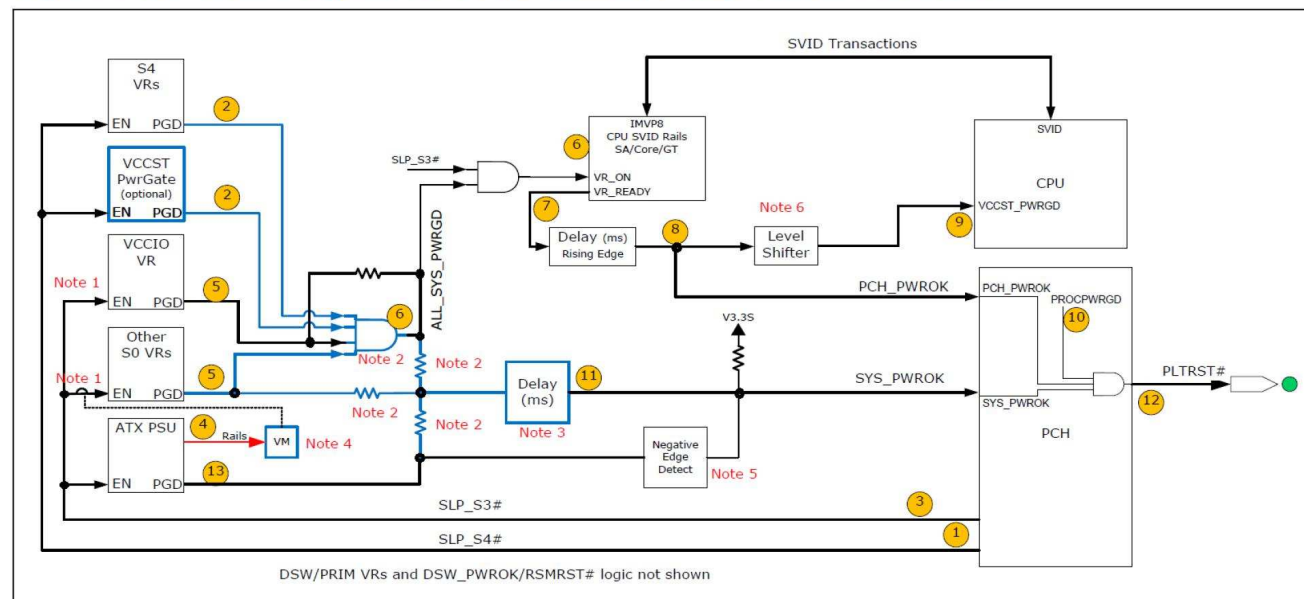 SVID Transactions
S4
VRs
EN PGD
2
VCCST
PwrGate
(optional)
EN PGD
2
VCCIO
VR
Note 1
EN PGD
5
Other
S0 VRs
Note 1
EN PGD
5
ATX PSU
4
Rails
VM
Note 4
EN PGD
13
6
Note 2
ALL_SYS_PWRGD
Note 2
Note 2
Note 2
SLP_S3#
IMVP8
CPU SVID Rails
SA/Core/GT
6
VR_ON
VR_READY
7
Delay (ms)
Rising Edge
8
Note 6
Level
Shifter
SVID
CPU
VCCST_PWRGD
9
PCH_PWROK
PCH_PWROK
PROCPWRGD
10
V3.3S
Delay
(ms)
Note 3
11
SYS_PWROK
SYS_PWROK
PCH
PLTRST#
12
Negative
Edge
Detect
Note 5
SLP_S3#
3
SLP_S4#
1
DSW/PRIM VRs and DSW_PWROK/RSMRST# logic not shown